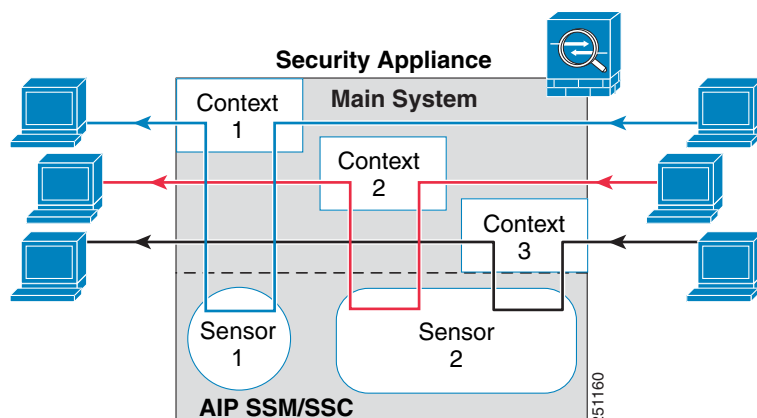 Security Appliance
Main System
Context
1
Context
2
Context
3
Sensor
1
Sensor
2
AIP SSM/SSC
251160